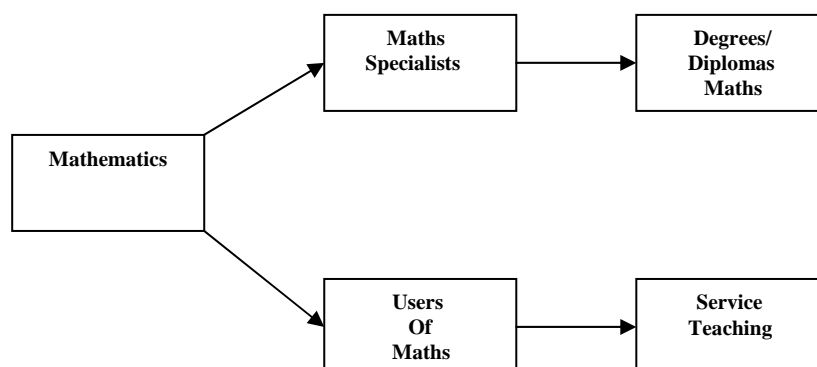 Mathematics
Maths
Specialists
Degrees/
Diplomas
Maths
Users
Of
Maths
Service
Teaching